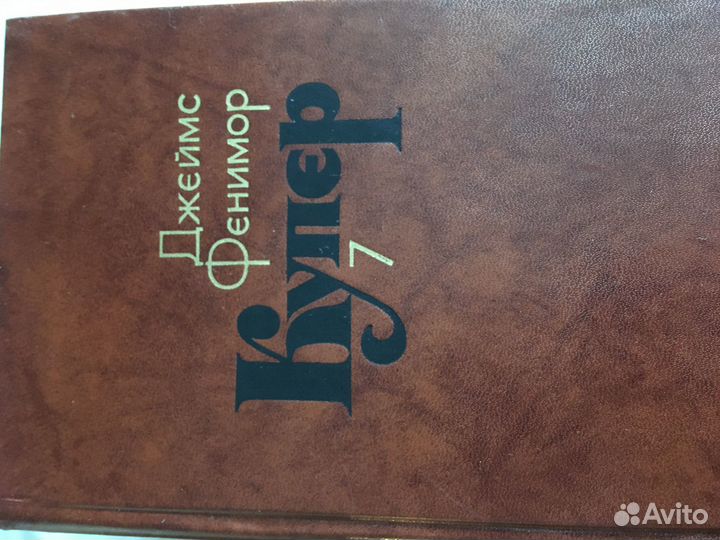 Джеймс
Фенимор
Купер
7
Avito